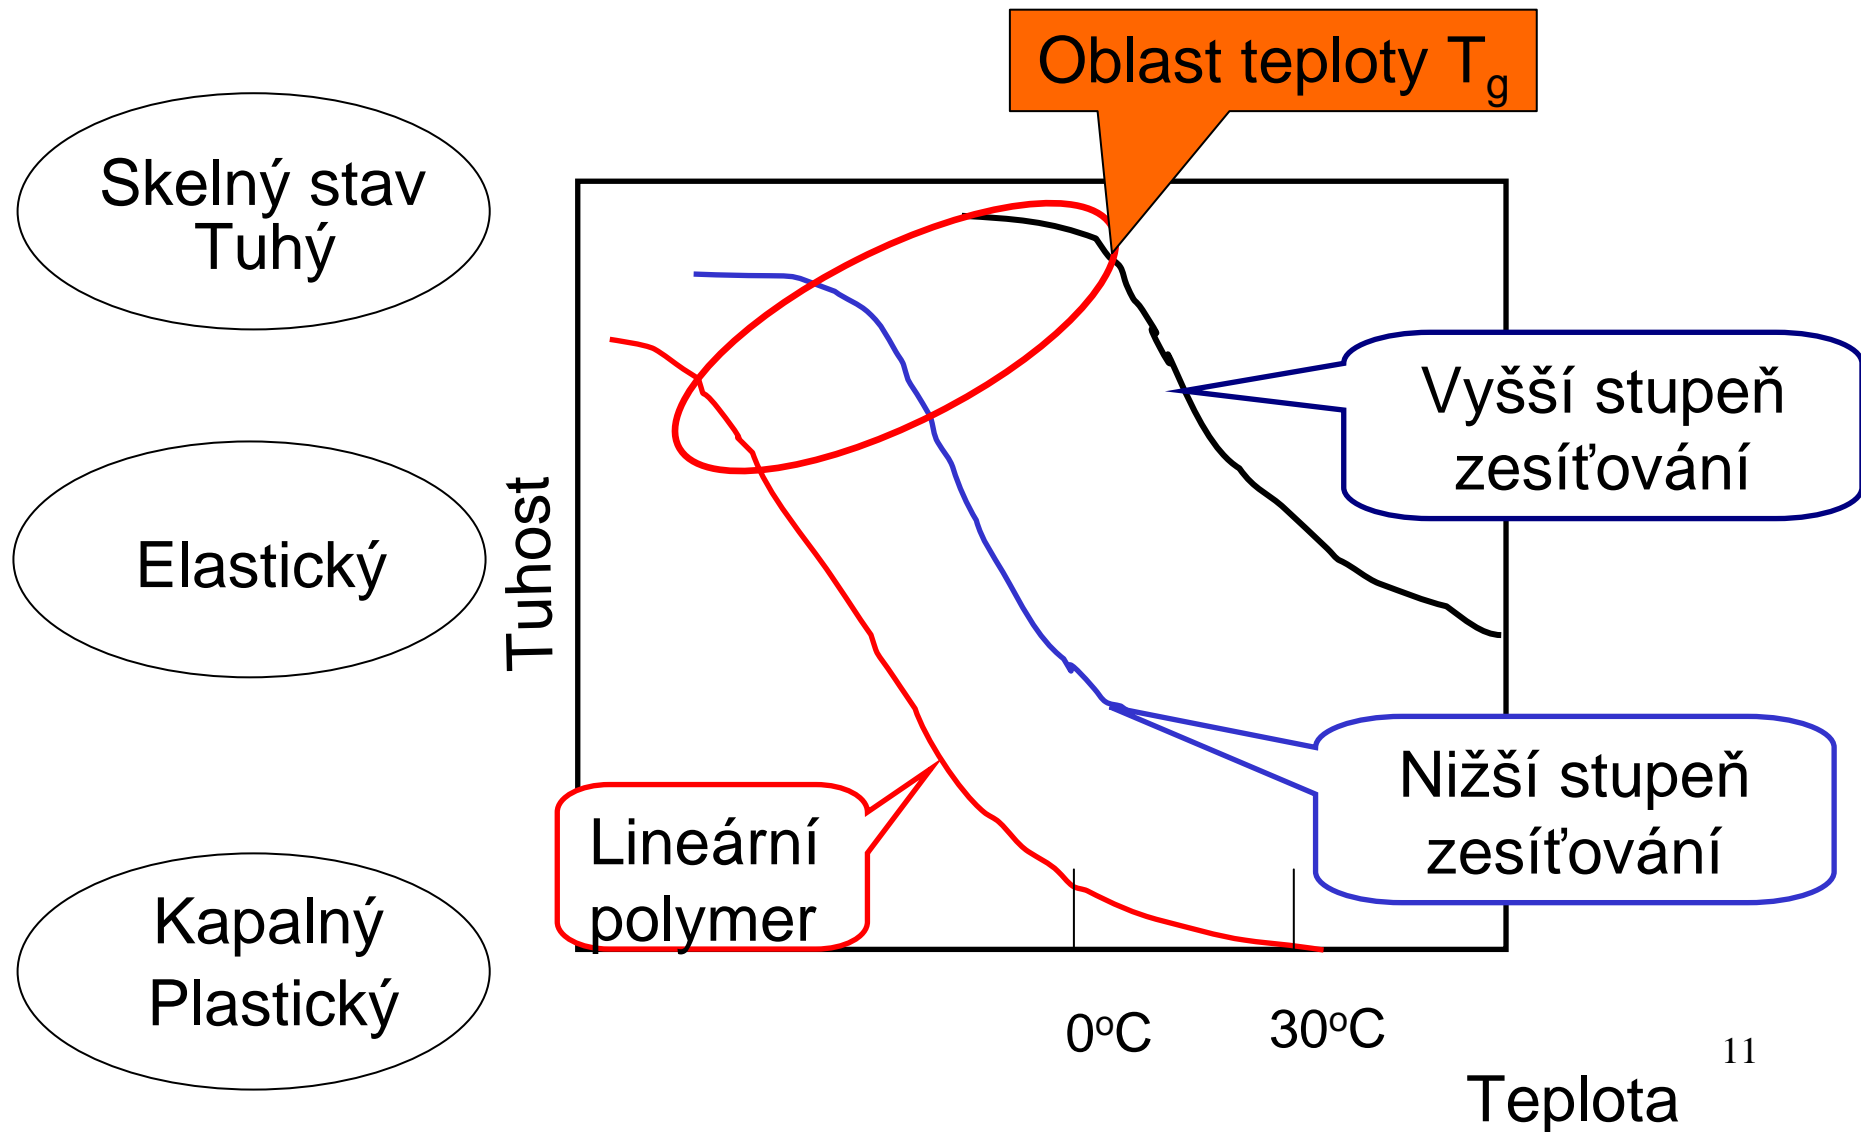 Oblast teploty Tg
Skelný stav
Tuhý
Elastický
Kapalný
Plastický
Tuhost
Vyšší stupeň
zesíťování
Nižší stupeň
zesíťování
Lineární
polymer
0ºC
30ºC
11
Teplota